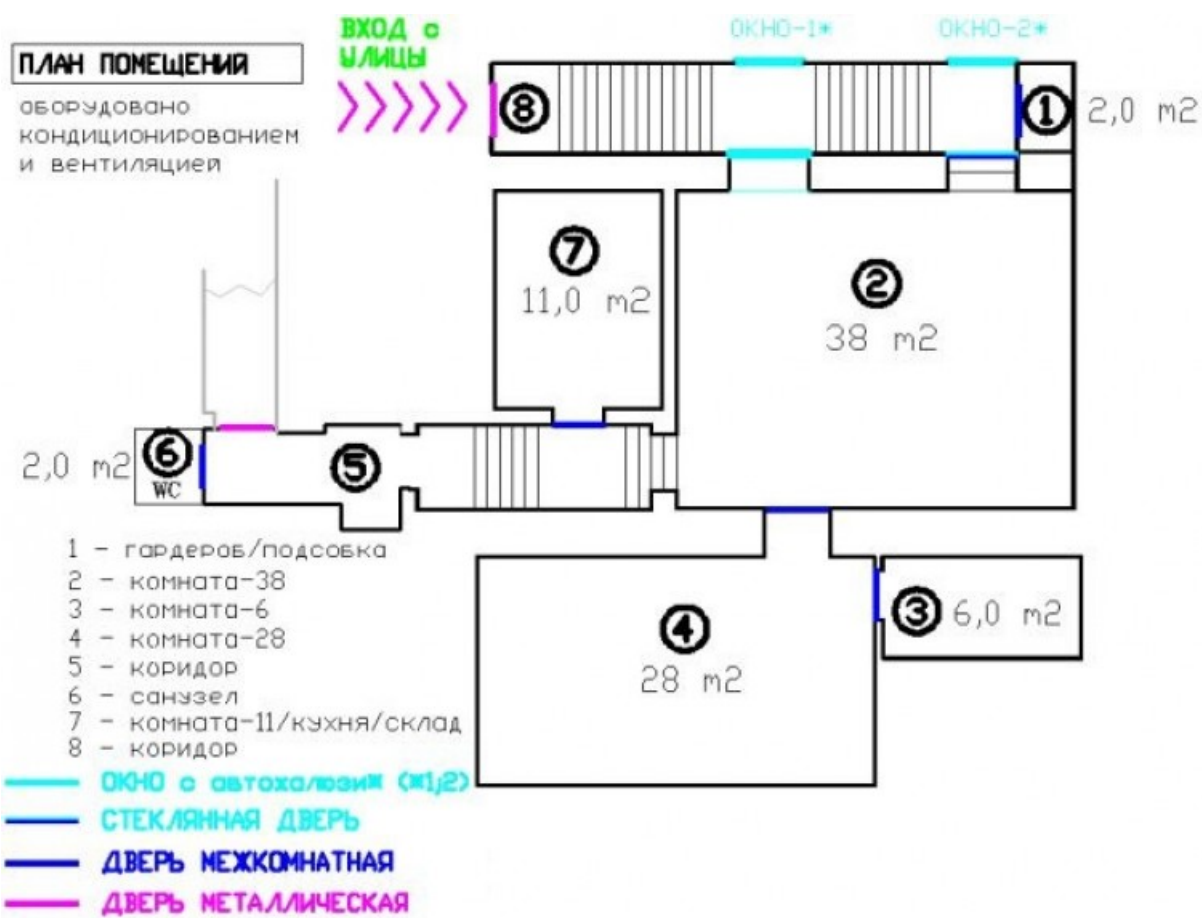 ПЛАН ПОМЕЩЕНИЙ
оборудовано
кондиционированием
и вентиляцией
ВХОД с
УЛИЦЫ
ОКНО-1*
ОКНО-2*
8
1
2,0 m2
7
11,0 m2
2
38 m2
6
WC
2,0 m2
5
4
28 m2
3
6,0 m2
1 - гардероб/подсобка
2 - комната-38
3 - комната-6
4 - комната-28
5 - коридор
6 - санузел
7 - комната-11/кухня/склад
8 - коридор
ОКНО с автожалюзи* (*1,2)
СТЕКЛЯННАЯ ДВЕРЬ
ДВЕРЬ МЕЖКОМНАТНАЯ
ДВЕРЬ МЕТАЛЛИЧЕСКАЯ